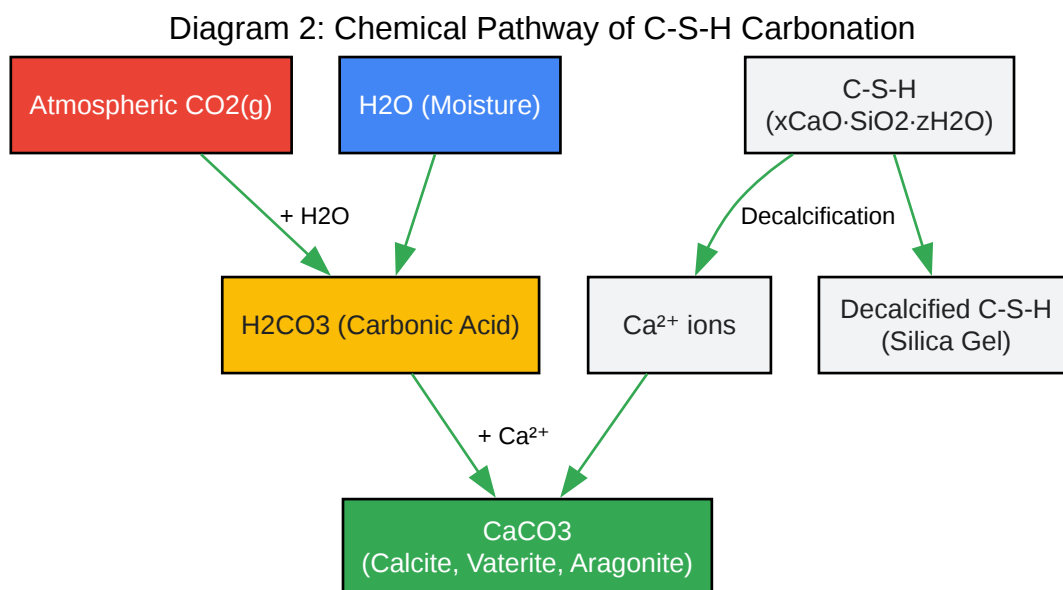 Diagram 2: Chemical Pathway of C-S-H Carbonation
Atmospheric CO2(g)
H2O (Moisture)
C-S-H
(xCaO·SiO2·zH2O)
+ H2O
Decalcification
H2CO3 (Carbonic Acid)
Ca²⁺ ions
Decalcified C-S-H
(Silica Gel)
+ Ca²⁺
CaCO3
(Calcite, Vaterite, Aragonite)